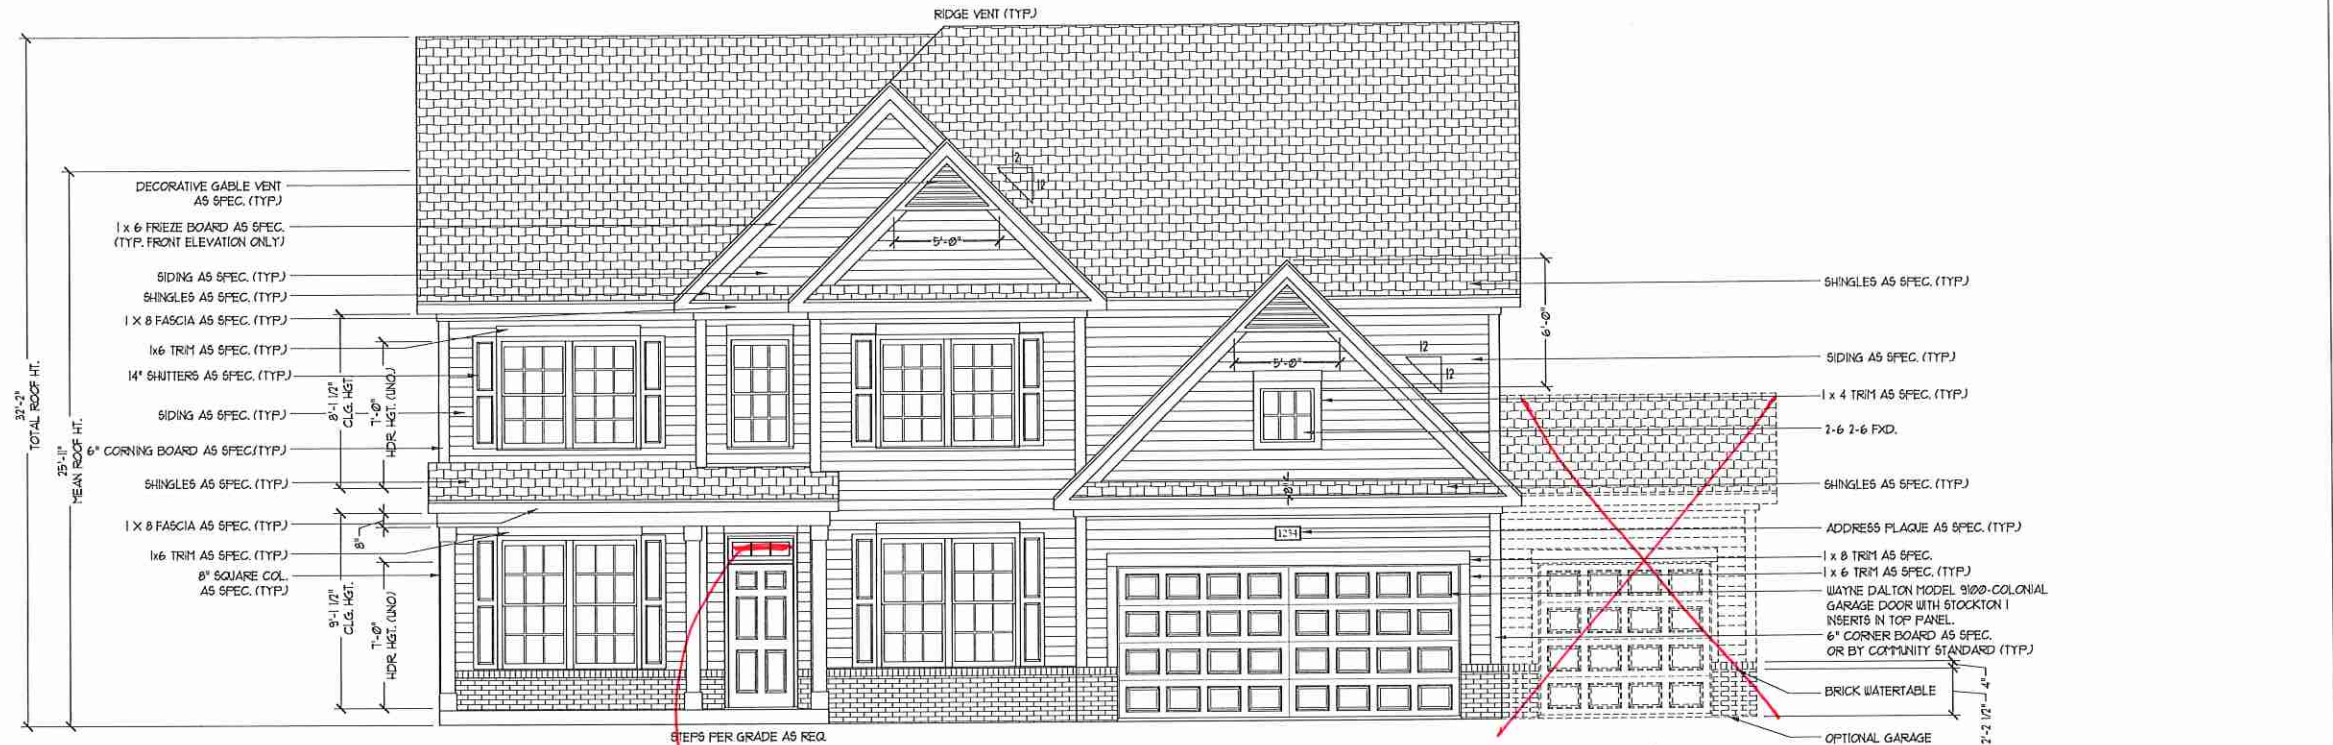 RIDGE VENT (TYP.)
32'-2"
TOTAL ROOF HT.
25'-11"
MEAN ROOF HT.
DECORATIVE GABLE VENT
AS SPEC. (TYP.)
1 x 6 FRIEZE BOARD AS SPEC.
(TYP. FRONT ELEVATION ONLY)
SIDING AS SPEC. (TYP.)
SHINGLES AS SPEC. (TYP.)
1 X 8 FASCIA AS SPEC. (TYP.)
1x6 TRIM AS SPEC. (TYP.)
14" SHUTTERS AS SPEC. (TYP.)
SIDING AS SPEC. (TYP.)
6" CORNING BOARD AS SPEC.(TYP.)
SHINGLES AS SPEC. (TYP.)
1 X 8 FASCIA AS SPEC. (TYP.)
1x6 TRIM AS SPEC. (TYP.)
8" SQUARE COL.
AS SPEC. (TYP.)
8'-1 1/2"
CLG. HGT
7'-0"
HDR. HGT. (UNO.)
8"
9'-1 1/2"
CLG. HGT.
7'-0"
HDR. HGT. (UNO.)
12
12
5'-0"
5'-0"
12
12
6'-0"
1234
STEPS PER GRADE AS REQ.
SHINGLES AS SPEC. (TYP.)
SIDING AS SPEC. (TYP.)
1 x 4 TRIM AS SPEC. (TYP.)
2-6 2-6 FXD.
SHINGLES AS SPEC. (TYP.)
ADDRESS PLAQUE AS SPEC. (TYP.)
1 x 8 TRIM AS SPEC.
1 x 6 TRIM AS SPEC. (TYP.)
WAYNE DALTON MODEL 9100-COLONIAL
GARAGE DOOR WITH STOCKTON 1
INSERTS IN TOP PANEL.
6" CORNER BOARD AS SPEC.
OR BY COMMUNITY STANDARD (TYP.)
BRICK WATERTABLE
OPTIONAL GARAGE
4"
2'-2 1/2"